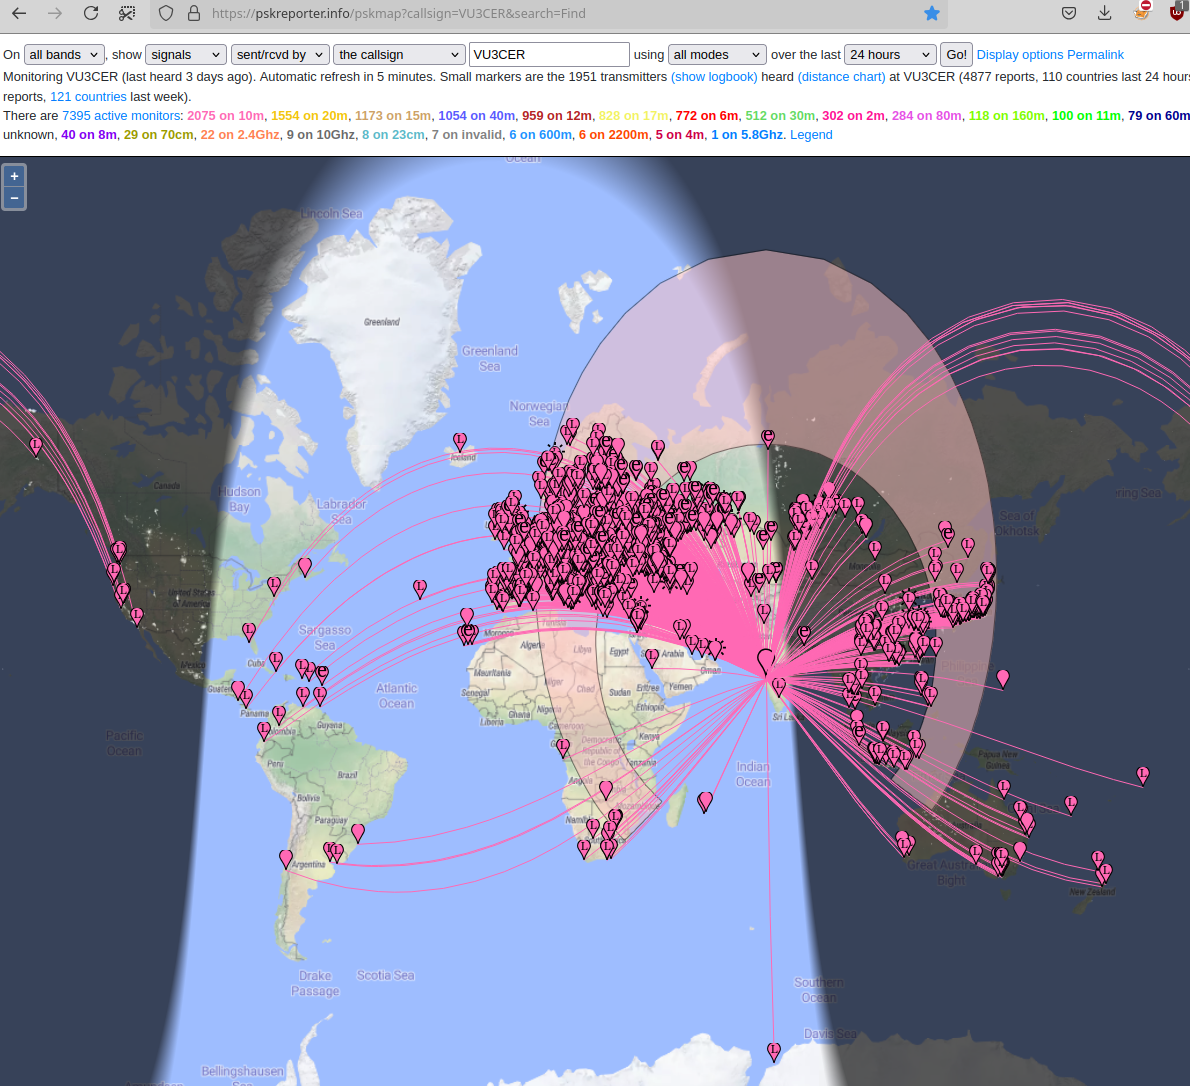 https://pskreporter.info/pskmap?callsign=VU3CER&search=Find
1
On all bands , show signals sent/rcvd by the callsign VU3CER using all modes over the last 24 hours Go! Display options Permalink
Monitoring VU3CER (last heard 3 days ago). Automatic refresh in 5 minutes. Small markers are the 1951 transmitters (show logbook) heard (distance chart) at VU3CER (4877 reports, 110 countries last 24 hours
reports, 121 countries last week).
There are 7395 active monitors: 2075 on 10m, 1554 on 20m, 1173 on 15m, 1054 on 40m, 959 on 12m, 828 on 17m, 772 on 6m, 512 on 30m, 302 on 2m, 284 on 80m, 118 on 160m, 100 on 11m, 79 on 60m
unknown, 40 on 8m, 29 on 70cm, 22 on 2.4Ghz, 9 on 10Ghz, 8 on 23cm, 7 on invalid, 6 on 600m, 6 on 2200m, 5 on 4m, 1 on 5.8Ghz. Legend
+
−
Ocean
Lincoln Sea
Greenland
Greenland
Sea
Norwegian
Sea
Iceland
Canada
Hudson
Bay
Labrador
Sea
ring Sea
Sea of
Okhotsk
Mongolia
United States
of America
Sargasso
Sea
Mexico
Cuba
Panama
Guyana
Atlantic
Ocean
Pacific
Ocean
Morocco
Tunisia
Algeria
Libya
Egypt
Arabia
Oman
Mauritania
Senegal
Niger
Chad
Sudan
Eritrea
Yemen
Liberia
Ghana
Ethiopia
Cameroon
Kenya
Democratic
Republic of
the Congo
Tanzania
Sri Lanka
Indian
Ocean
Papua New
Guinea
Peru
Brazil
Bolivia
Paraguay
Argentina
Great Australian
Bight
New Zealand
Drake
Passage
Scotia Sea
Southern
Ocean
Davis Sea
Bellingshausen
Sea